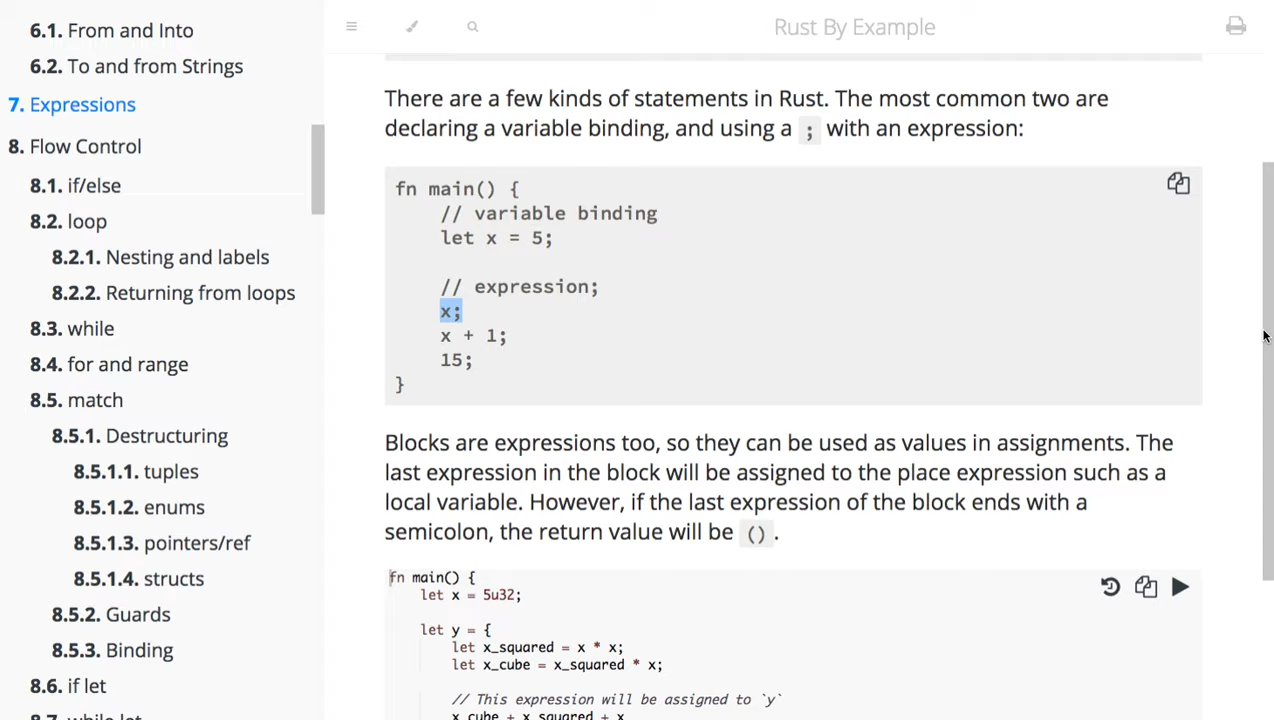 6.1. From and Into
6.2. To and from Strings
7. Expressions
8. Flow Control
8.1. if/else
8.2. loop
8.2.1. Nesting and labels
8.2.2. Returning from loops
8.3. while
8.4. for and range
8.5. match
8.5.1. Destructuring
8.5.1.1. tuples
8.5.1.2. enums
8.5.1.3. pointers/ref
8.5.1.4. structs
8.5.2. Guards
8.5.3. Binding
8.6. if let
8.7. while let
Rust By Example
There are a few kinds of statements in Rust. The most common two are
declaring a variable binding, and using a ; with an expression:
fn main() {
    // variable binding
    let x = 5;

    // expression;
    x;
    x + 1;
    15;
}
Blocks are expressions too, so they can be used as values in assignments. The
last expression in the block will be assigned to the place expression such as a
local variable. However, if the last expression of the block ends with a
semicolon, the return value will be ().
fn main() {
    let x = 5u32;

    let y = {
        let x_squared = x * x;
        let x_cube = x_squared * x;

        // This expression will be assigned to `y`
        x_cube + x_squared + x